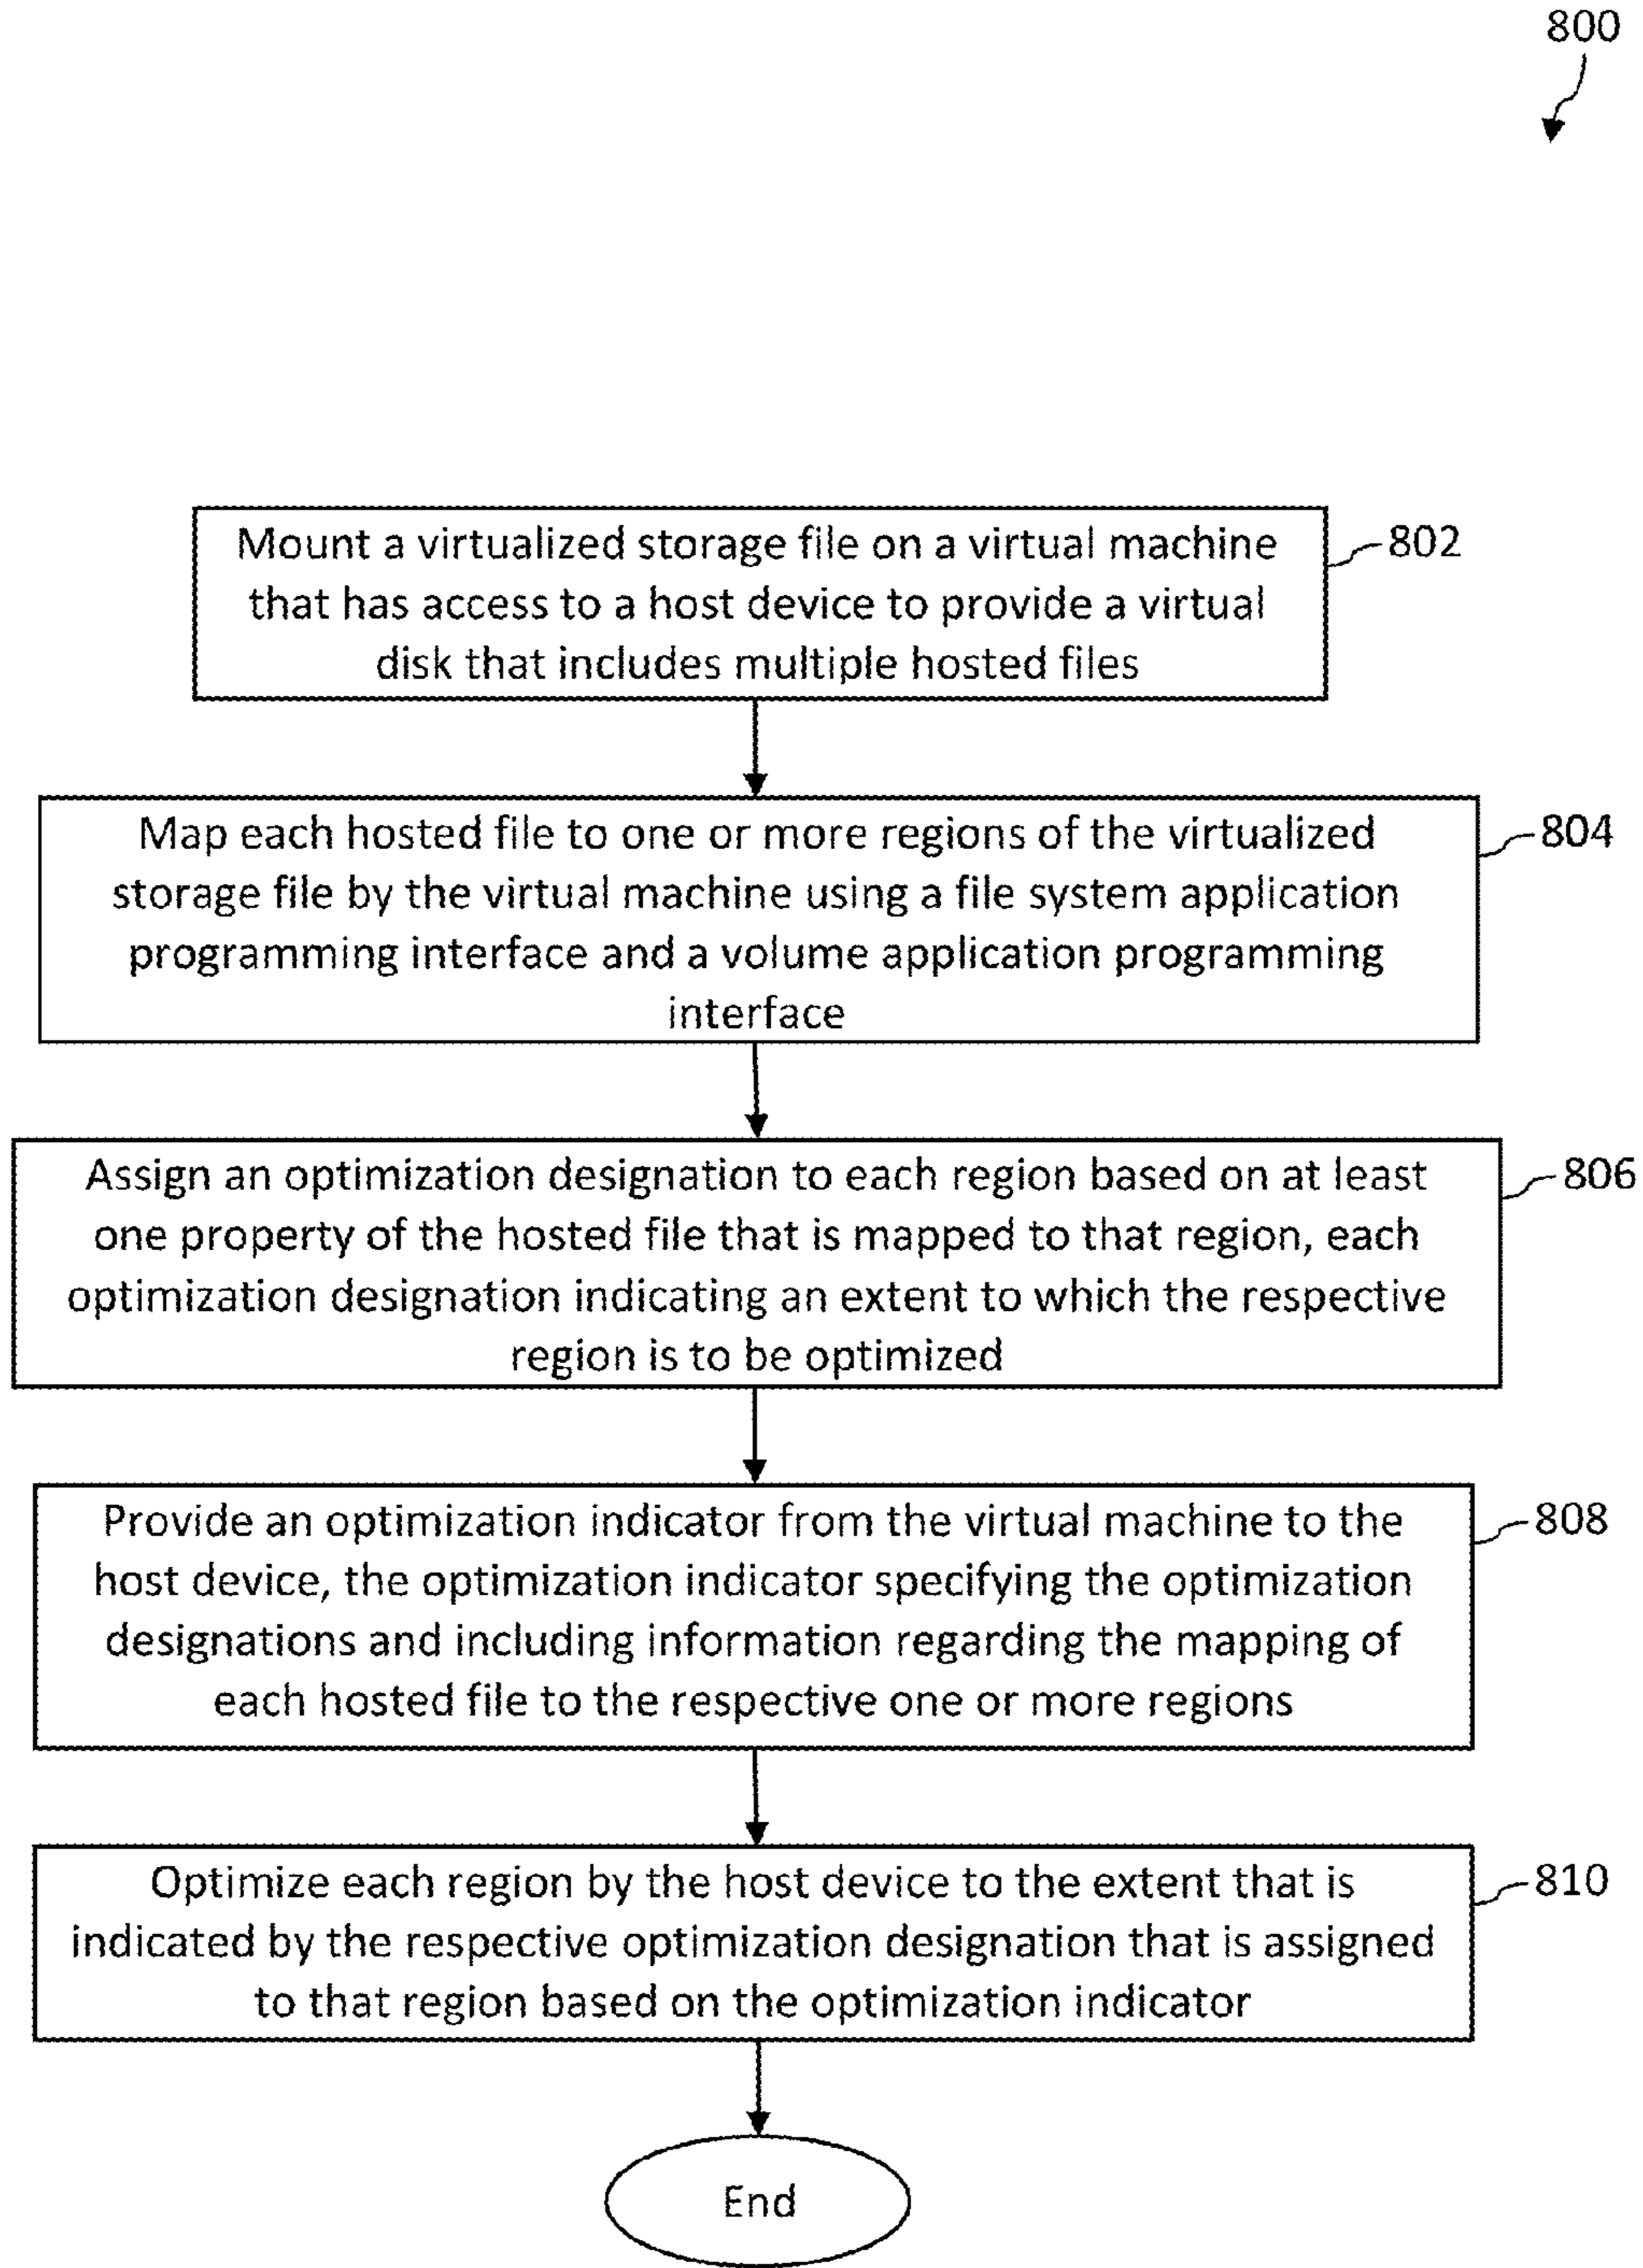 800
Mount a virtualized storage file on a virtual machine
that has access to a host device to provide a virtual
disk that includes multiple hosted files
802
Map each hosted file to one or more regions of the virtualized
storage file by the virtual machine using a file system application
programming interface and a volume application programming
interface
804
Assign an optimization designation to each region based on at least
one property of the hosted file that is mapped to that region, each
optimization designation indicating an extent to which the respective
region is to be optimized
806
Provide an optimization indicator from the virtual machine to the
host device, the optimization indicator specifying the optimization
designations and including information regarding the mapping of
each hosted file to the respective one or more regions
808
Optimize each region by the host device to the extent that is
indicated by the respective optimization designation that is assigned
to that region based on the optimization indicator
810
End